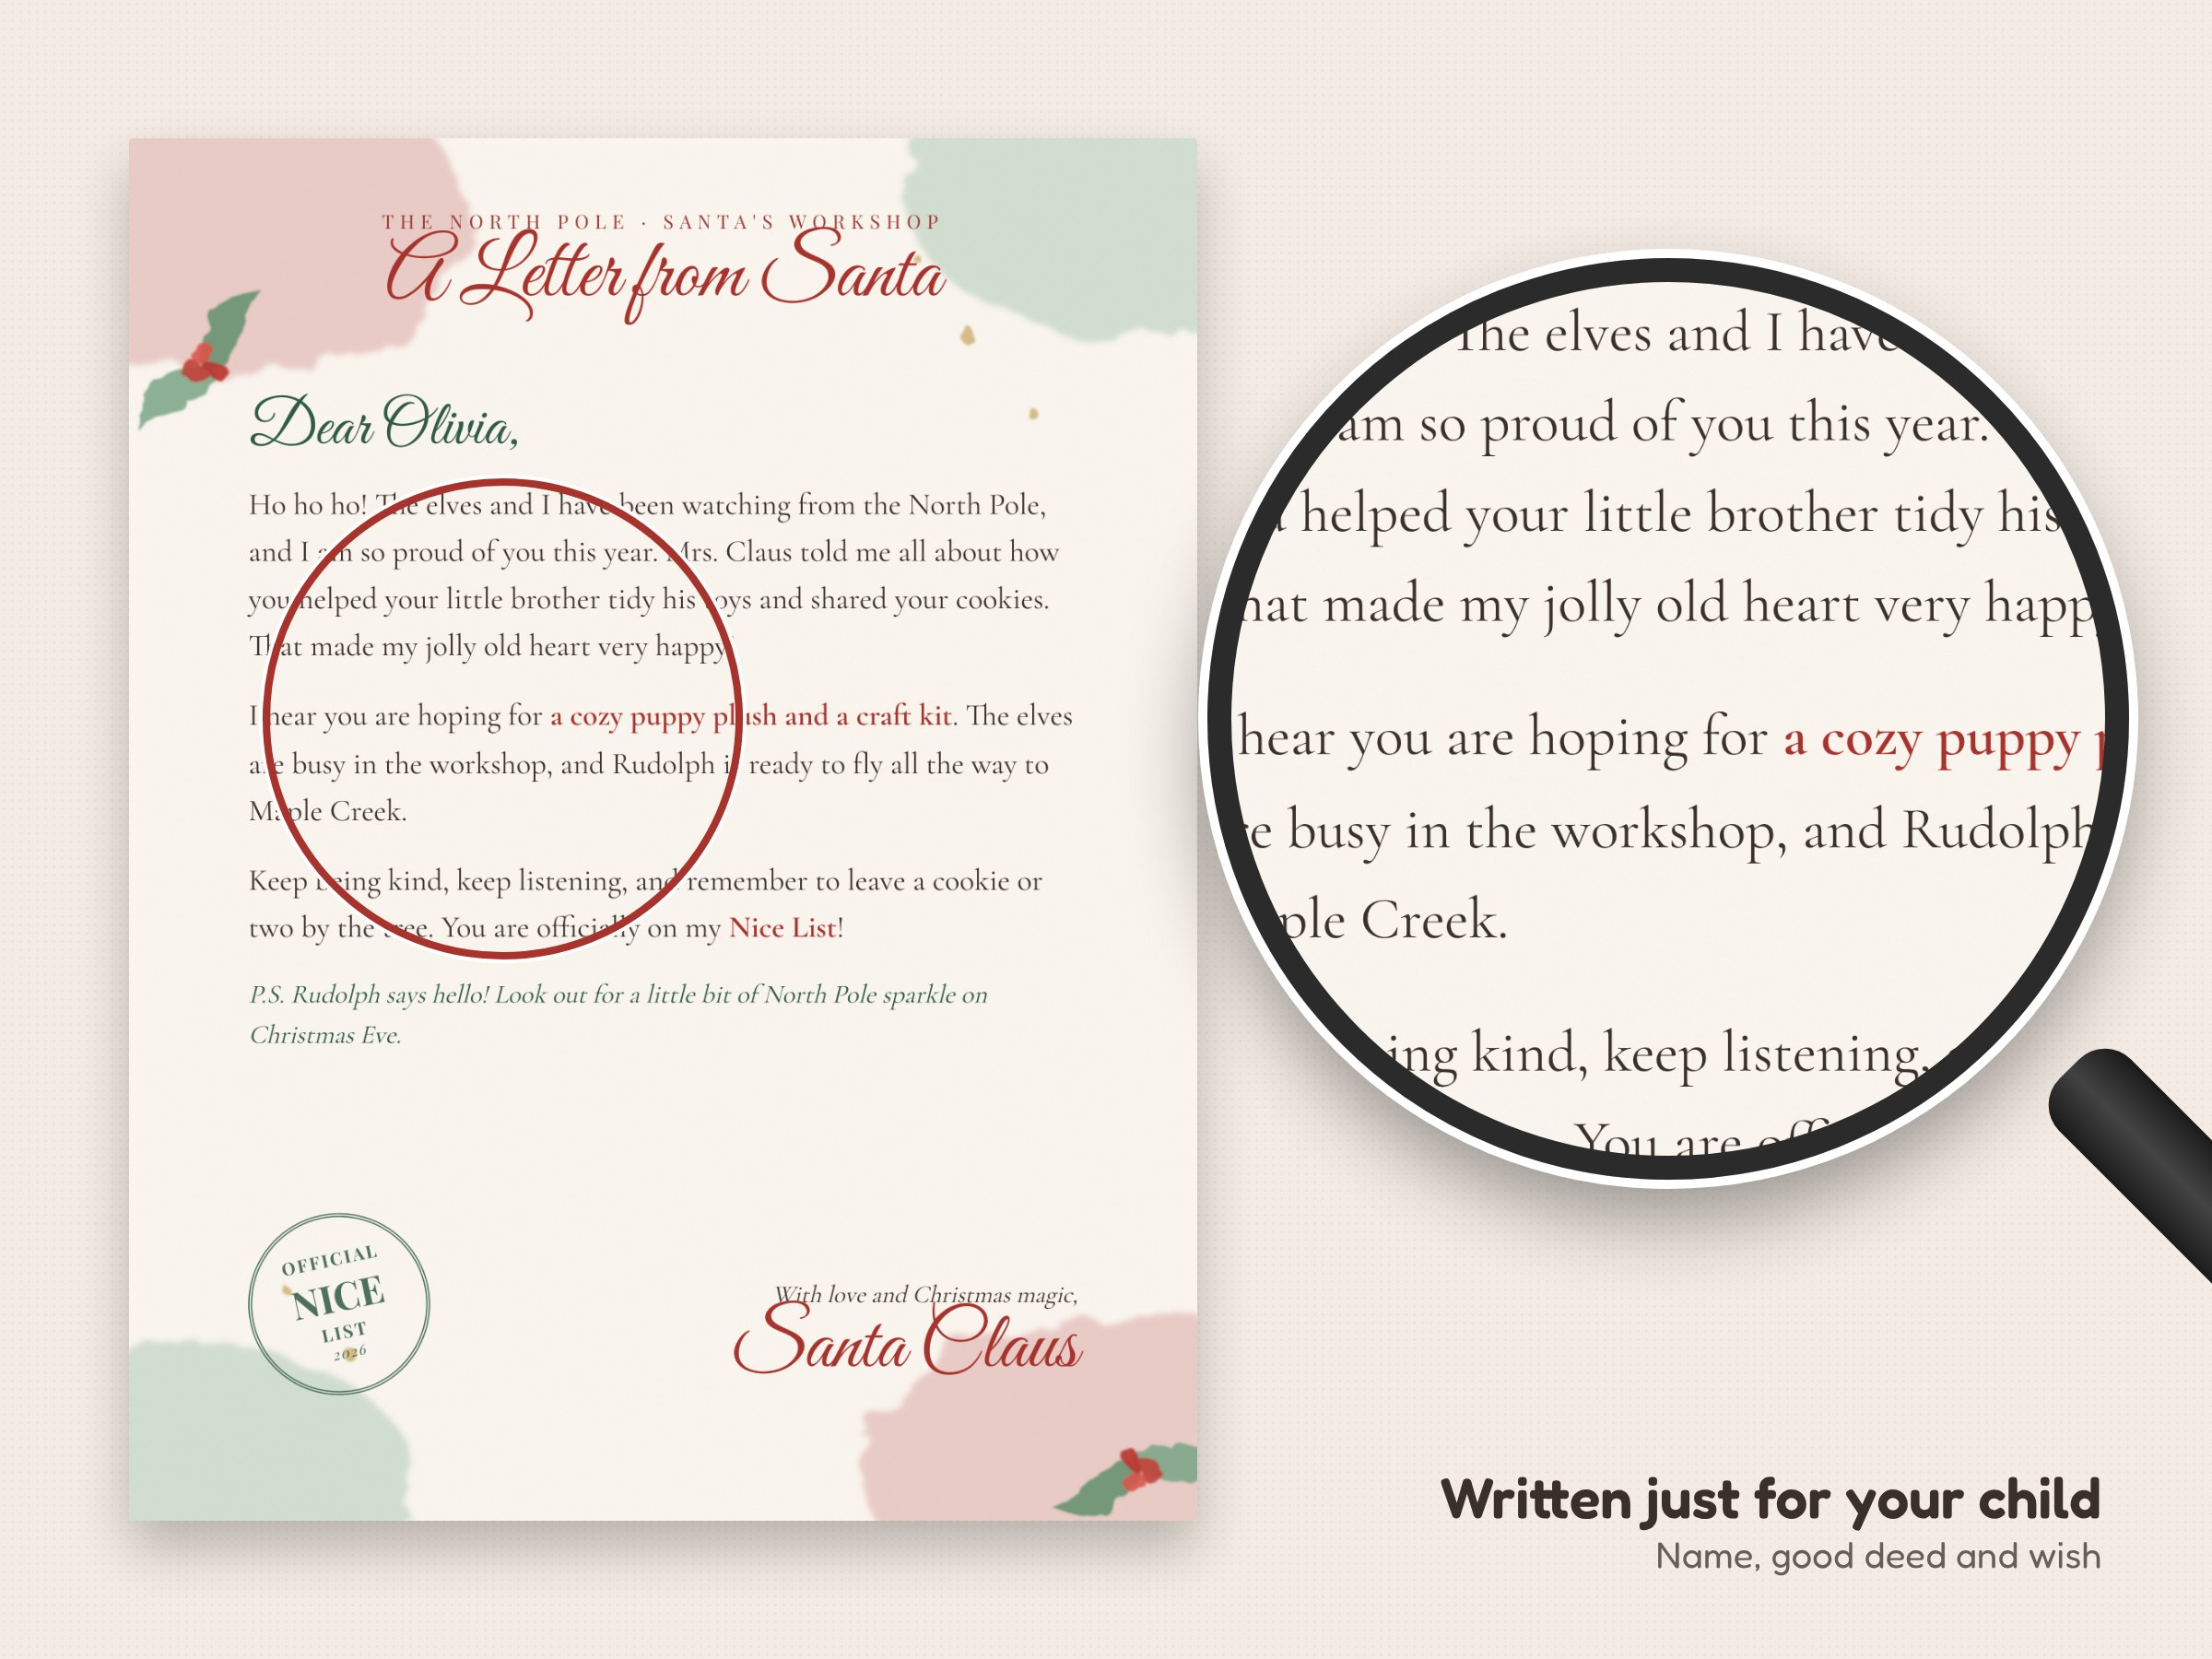 THE NORTH POLE · SANTA'S WORKSHOP
A Letter from Santa
Dear Olivia,
Ho ho ho! The elves and I have been watching from the North Pole,
and I am so proud of you this year. Mrs. Claus told me all about how
you helped your little brother tidy his toys and shared your cookies.
That made my jolly old heart very happy!
I hear you are hoping for a cozy puppy plush and a craft kit. The elves
are busy in the workshop, and Rudolph is ready to fly all the way to
Maple Creek.
Keep being kind, keep listening, and remember to leave a cookie or
two by the tree. You are officially on my Nice List!
P.S. Rudolph says hello! Look out for a little bit of North Pole sparkle on
Christmas Eve.
OFFICIAL
NICE
LIST
2026
With love and Christmas magic,
Santa Claus
The elves and I have
am so proud of you this year.
helped your little brother tidy his
hat made my jolly old heart very happ
hear you are hoping for a cozy puppy p
re busy in the workshop, and Rudolph
ple Creek.
ing kind, keep listening,
You are off
Written just for your child
Name, good deed and wish